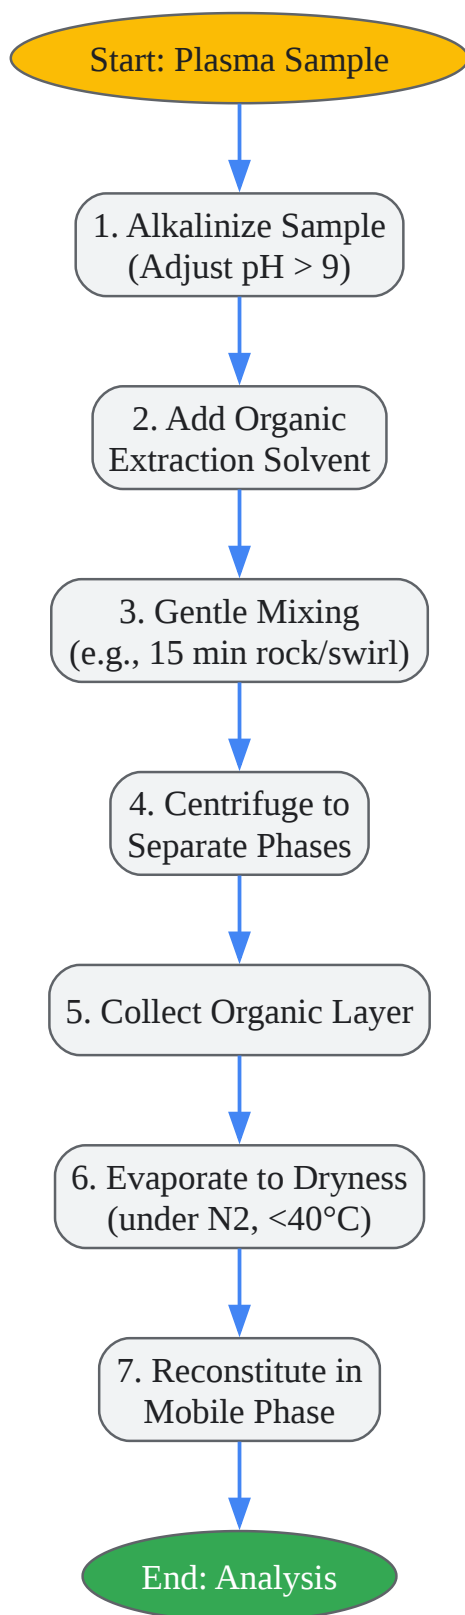 Start: Plasma Sample
1. Alkalinize Sample
(Adjust pH > 9)
2. Add Organic
Extraction Solvent
3. Gentle Mixing
(e.g., 15 min rock/swirl)
4. Centrifuge to
Separate Phases
5. Collect Organic Layer
6. Evaporate to Dryness
(under N2, <40°C)
7. Reconstitute in
Mobile Phase
End: Analysis